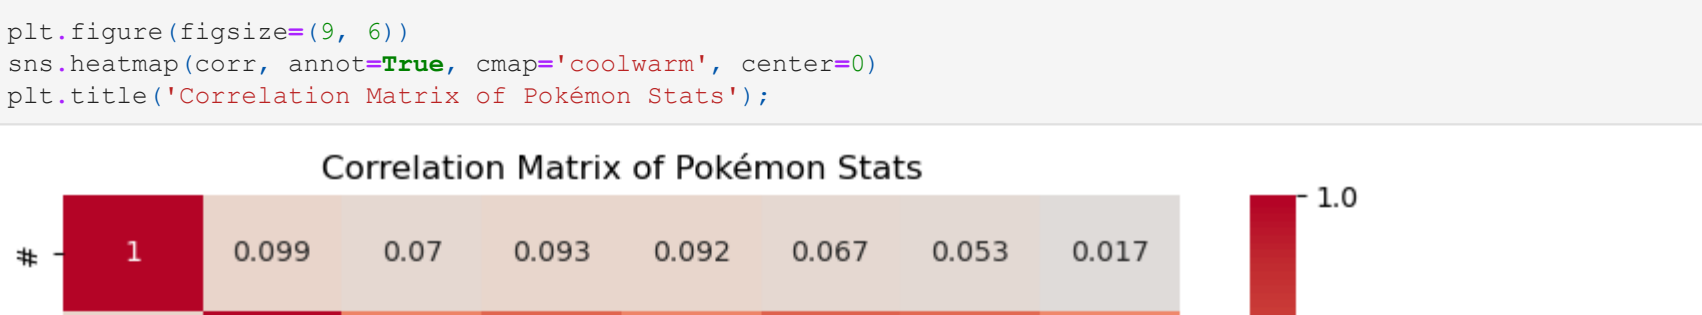 plt.figure(figsize=(9, 6))
sns.heatmap(corr, annot=True, cmap='coolwarm', center=0)
plt.title('Correlation Matrix of Pokémon Stats');
Correlation Matrix of Pokémon Stats
# 1 0.099 0.07 0.093 0.092 0.067 0.053 0.017
1.0